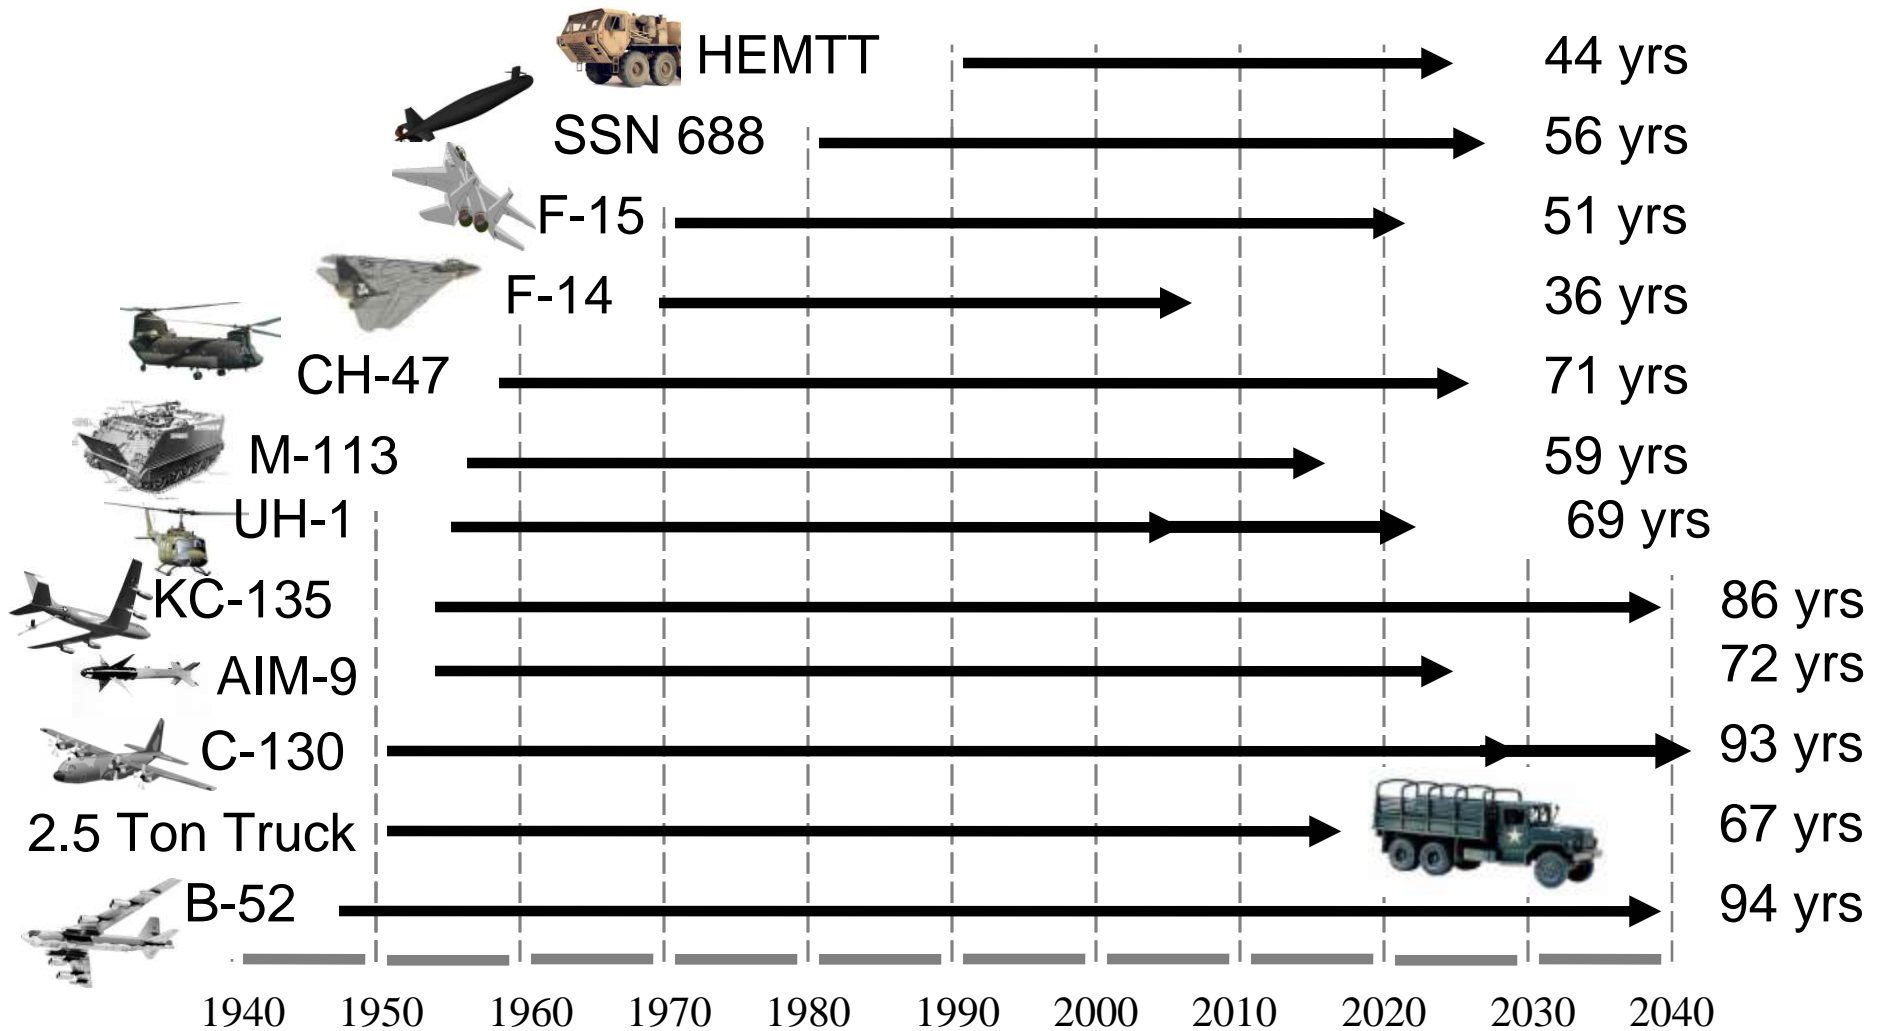 HEMTT 44 yrs
SSN 688 56 yrs
F-15 51 yrs
F-14 36 yrs
CH-47 71 yrs
M-113 59 yrs
UH-1 69 yrs
KC-135 86 yrs
AIM-9 72 yrs
C-130 93 yrs
2.5 Ton Truck 67 yrs
B-52 94 yrs
1940 1950 1960 1970 1980 1990 2000 2010 2020 2030 2040